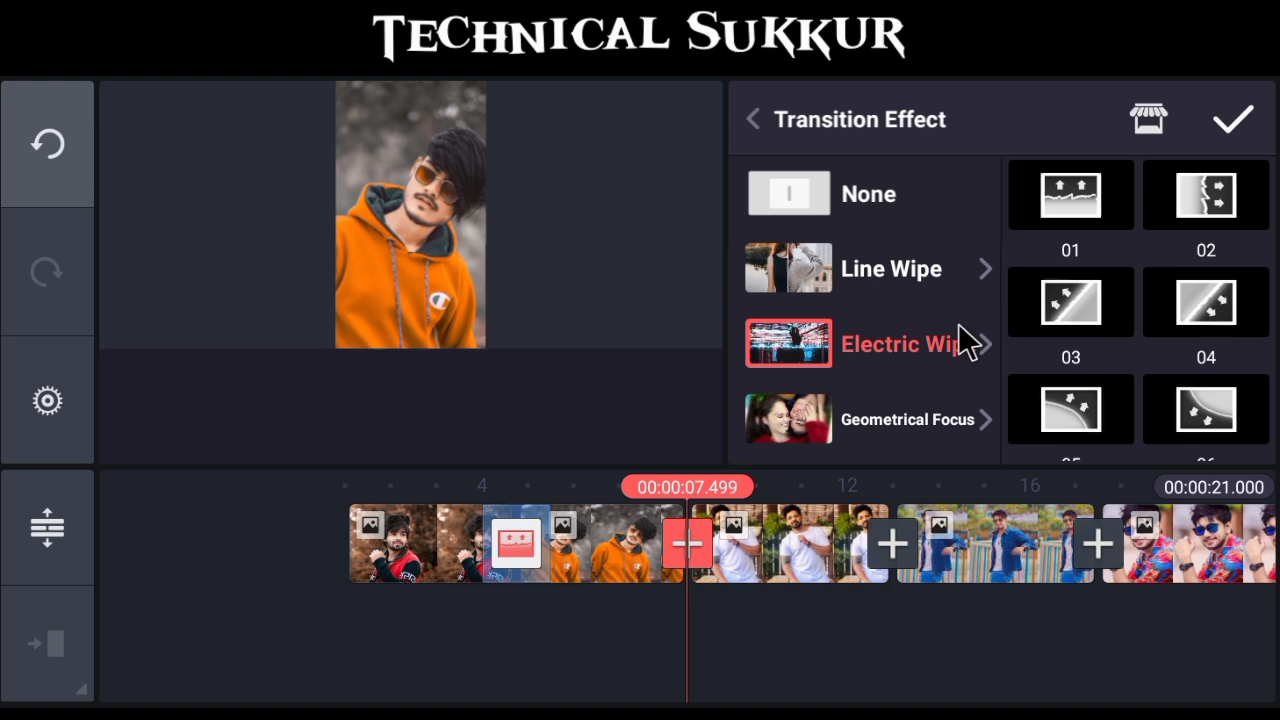 TECHNICAL SUKKUR
Transition Effect
None
Line Wipe
Electric Wip
Geometrical Focus
01
02
03
04
4
00:00:07.499
12
16
00:00:21.000